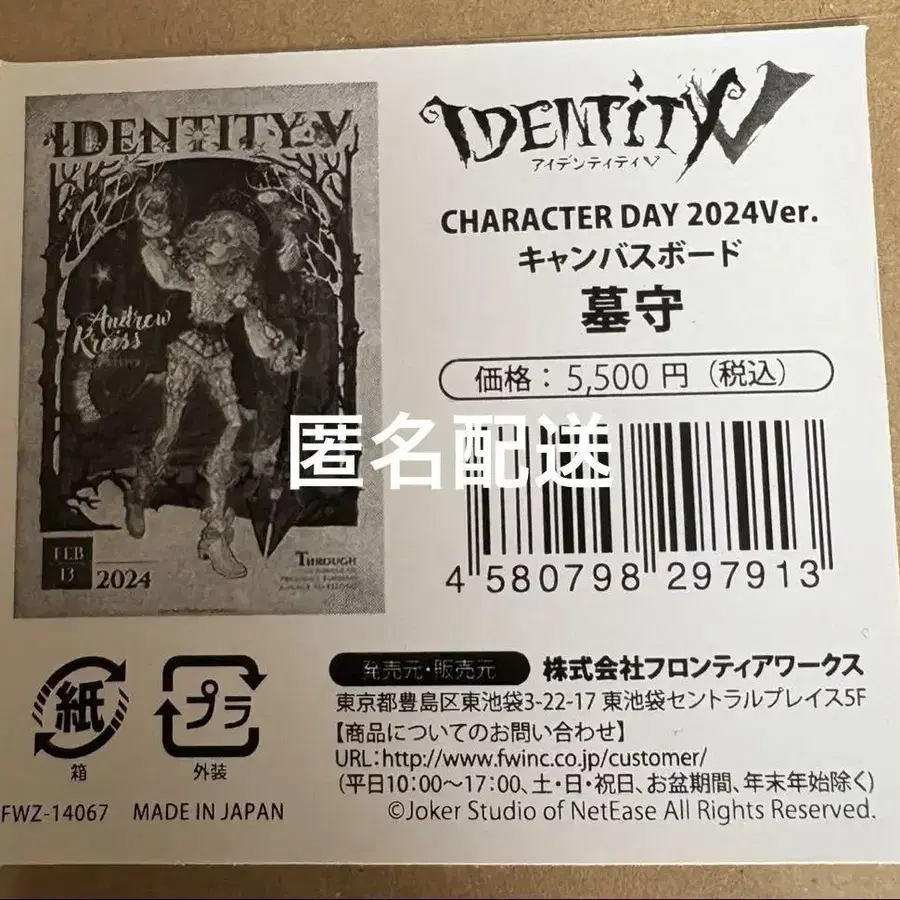 IDENTITY V
Andrew
Kreiss
FEB
13
2024
THROUGH
IDENTITY V
アイデンティティV
CHARACTER DAY 2024Ver.
キャンバスボード
墓守
価格：5,500 円（税込）
匿名配送
4 580798 297913
紙
箱
プラ
外装
FWZ-14067 MADE IN JAPAN
発売元・販売元 株式会社フロンティアワークス
東京都豊島区東池袋3-22-17 東池袋セントラルプレイス5F
【商品についてのお問い合わせ】
URL:http://www.fwinc.co.jp/customer/
(平日10:00〜17:00、土・日・祝日、お盆期間、年末年始除く)
©Joker Studio of NetEase All Rights Reserved.